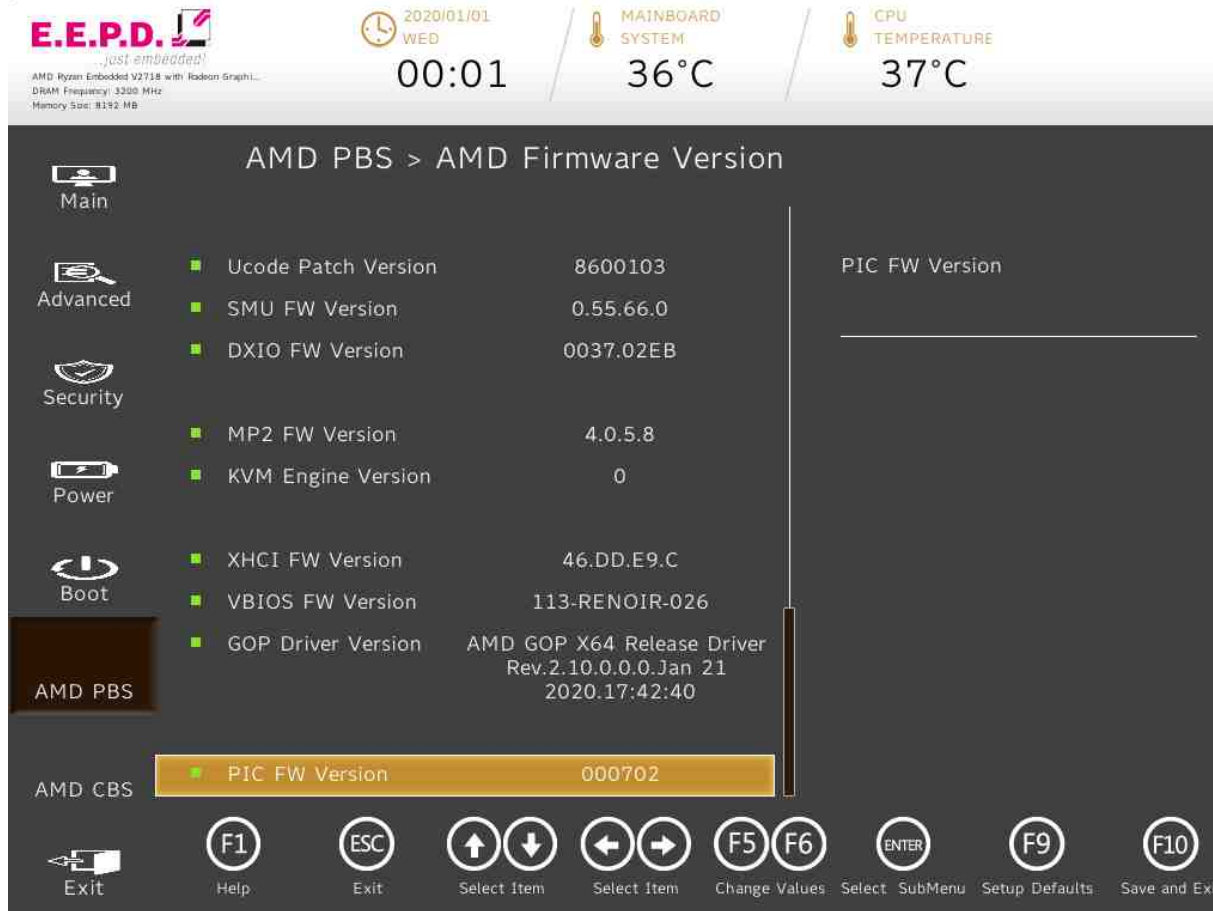 E.E.P.D.
...just embedded!
AMD Ryzen Embedded V2718 with Radeon Graphi...
DRAM Frequency: 3200 MHz
Memory Size: 8192 MB
2020/01/01
WED
00:01
MAINBOARD
SYSTEM
36°C
CPU
TEMPERATURE
37°C
AMD PBS > AMD Firmware Version
Main
Advanced
Security
Power
Boot
AMD PBS
AMD CBS
Exit
Ucode Patch Version 8600103
SMU FW Version 0.55.66.0
DXIO FW Version 0037.02EB
MP2 FW Version 4.0.5.8
KVM Engine Version 0
XHCI FW Version 46.DD.E9.C
VBIOS FW Version 113-RENOIR-026
GOP Driver Version AMD GOP X64 Release Driver
Rev.2.10.0.0.0.Jan 21
2020.17:42:40
PIC FW Version 000702
PIC FW Version
F1 ESC F5 F6 ENTER F9 F10
Help Exit Select Item Select Item Change Values Select SubMenu Setup Defaults Save and Ex